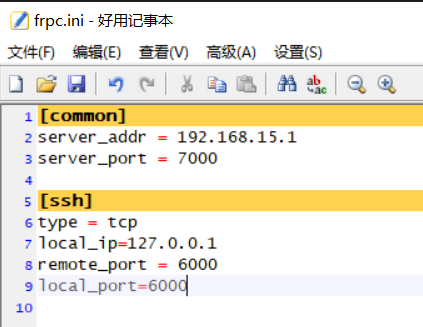 frpc.ini - 好用记事本
文件(F) 编辑(E) 查看(V) 高级(A) 设置(S)
ab
ac
1 [common]
2 server_addr = 192.168.15.1
3 server_port = 7000
4
5 [ssh]
6 type = tcp
7 local_ip=127.0.0.1
8 remote_port = 6000
9 local_port=6000
10